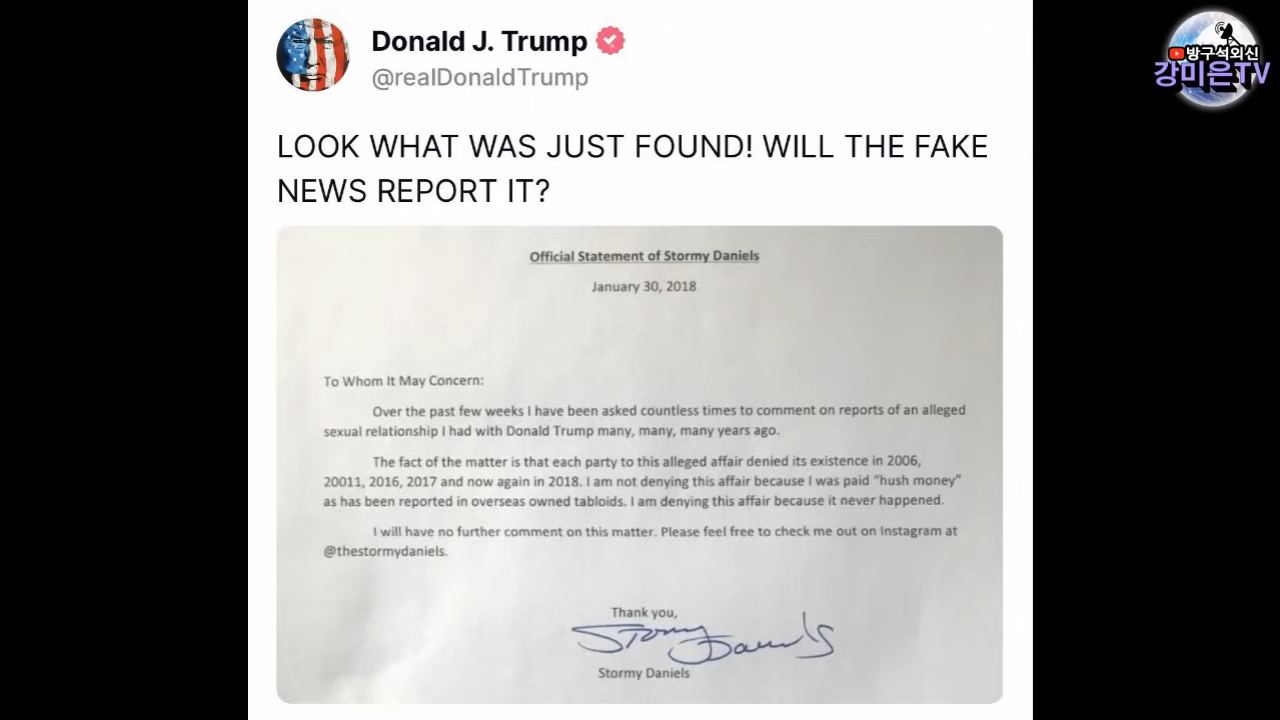 Donald J. Trump
@realDonaldTrump
방구석외신
강미은TV
LOOK WHAT WAS JUST FOUND! WILL THE FAKE
NEWS REPORT IT?
Official Statement of Stormy Daniels
January 30, 2018
To Whom It May Concern:
Over the past few weeks I have been asked countless times to comment on reports of an alleged
sexual relationship I had with Donald Trump many, many, many years ago.
The fact of the matter is that each party to this alleged affair denied its existence in 2006,
20011, 2016, 2017 and now again in 2018. I am not denying this affair because I was paid “hush money”
as has been reported in overseas owned tabloids. I am denying this affair because it never happened.
I will have no further comment on this matter. Please feel free to check me out on Instagram at
@thestormydaniels.
Thank you,
Stormy Daniels
Stormy Daniels